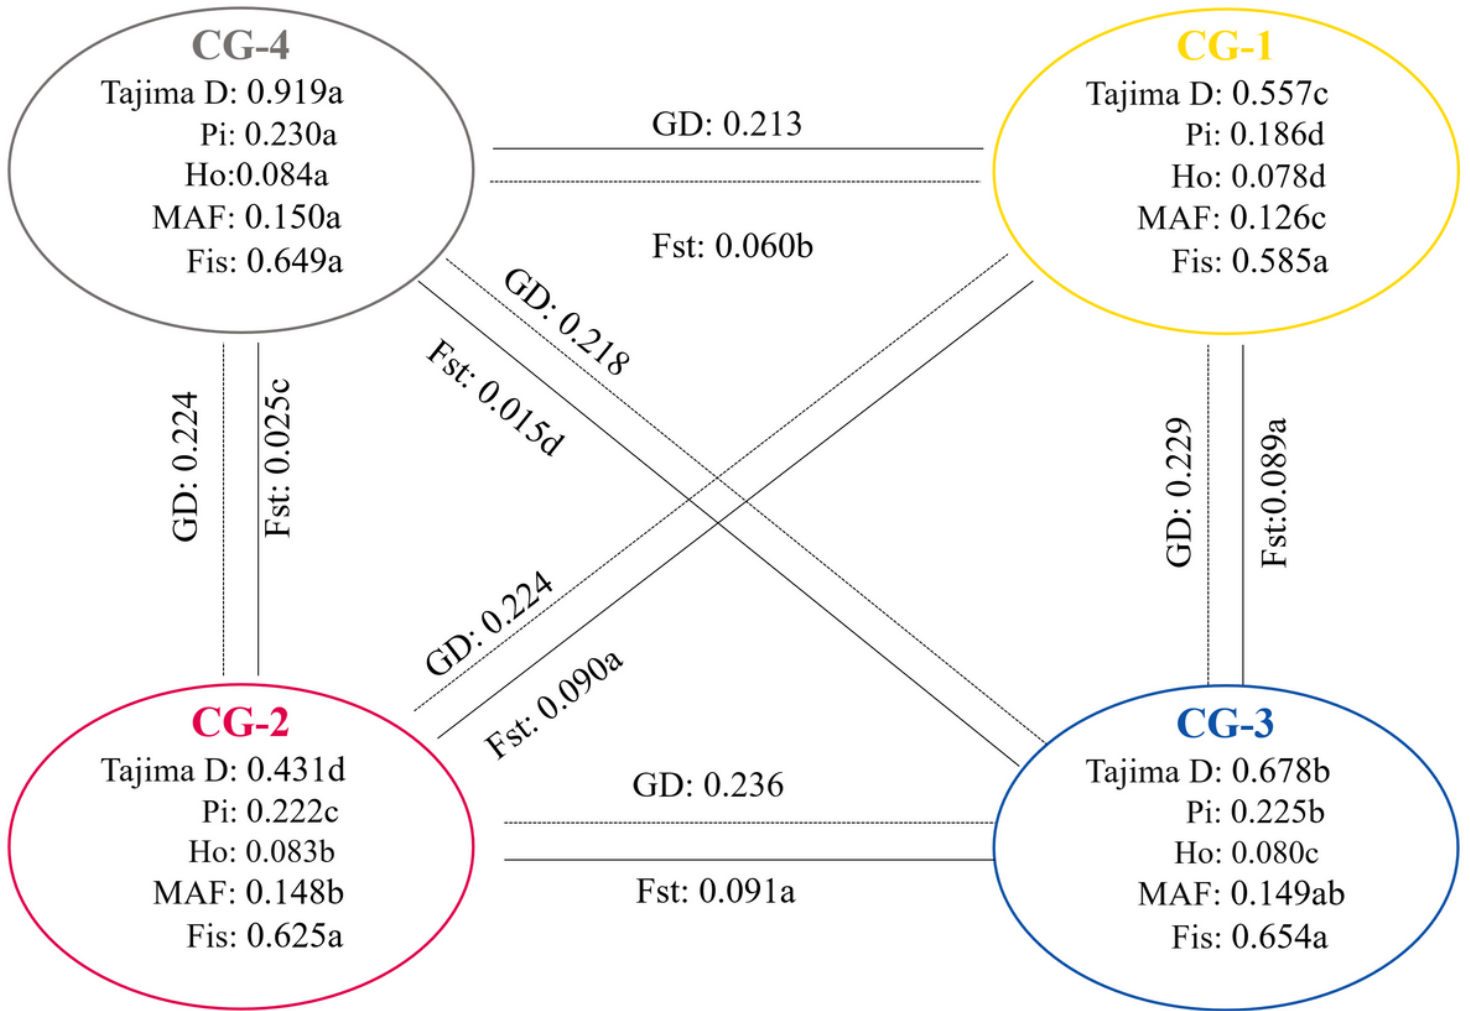 CG-4
Tajima D: 0.919a
Pi: 0.230a
Ho:0.084a
MAF: 0.150a
Fis: 0.649a
GD: 0.213
Fst: 0.060b
CG-1
Tajima D: 0.557c
Pi: 0.186d
Ho: 0.078d
MAF: 0.126c
Fis: 0.585a
GD: 0.218
Fst: 0.015d
GD: 0.224
Fst: 0.025c
GD: 0.229
Fst:0.089a
GD: 0.224
Fst: 0.090a
CG-2
Tajima D: 0.431d
Pi: 0.222c
Ho: 0.083b
MAF: 0.148b
Fis: 0.625a
GD: 0.236
Fst: 0.091a
CG-3
Tajima D: 0.678b
Pi: 0.225b
Ho: 0.080c
MAF: 0.149ab
Fis: 0.654a